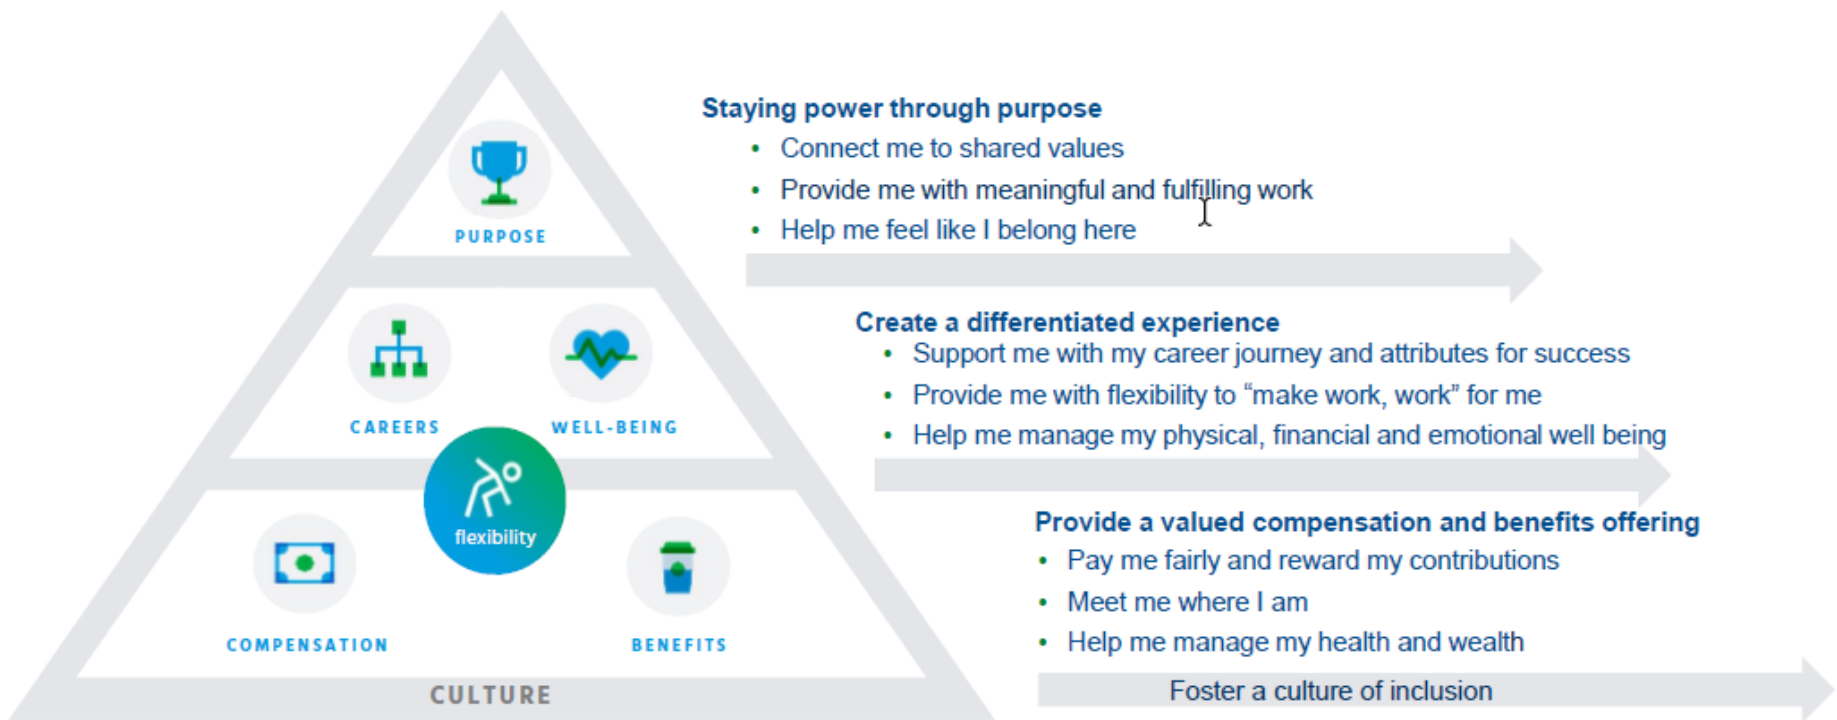 Staying power through purpose
• Connect me to shared values
• Provide me with meaningful and fulfilling work
• Help me feel like I belong here
PURPOSE
Create a differentiated experience
• Support me with my career journey and attributes for success
• Provide me with flexibility to “make work, work” for me
• Help me manage my physical, financial and emotional well being
CAREERS
WELL-BEING
flexibility
Provide a valued compensation and benefits offering
• Pay me fairly and reward my contributions
• Meet me where I am
• Help me manage my health and wealth
COMPENSATION
BENEFITS
CULTURE
Foster a culture of inclusion